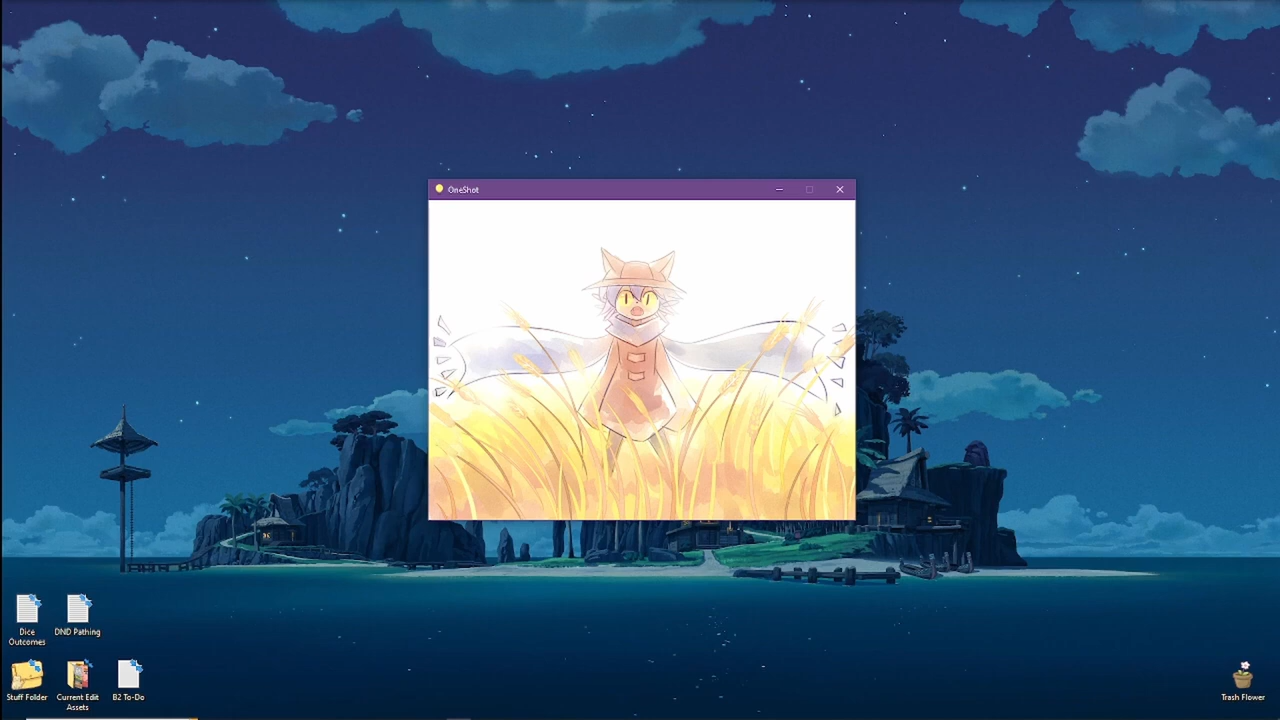 OneShot
Dice
Outcomes
DND Pathing
Stuff Folder
Current Edit
Assets
B2 To-Do
Trash Flower